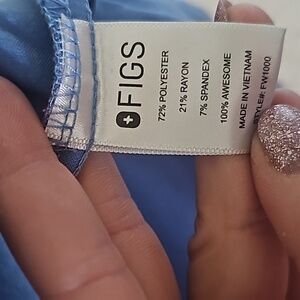 FIGS
72% POLYESTER
21% RAYON
7% SPANDEX
100% AWESOME
MADE IN VIETNAM
STYLE#: FW1000